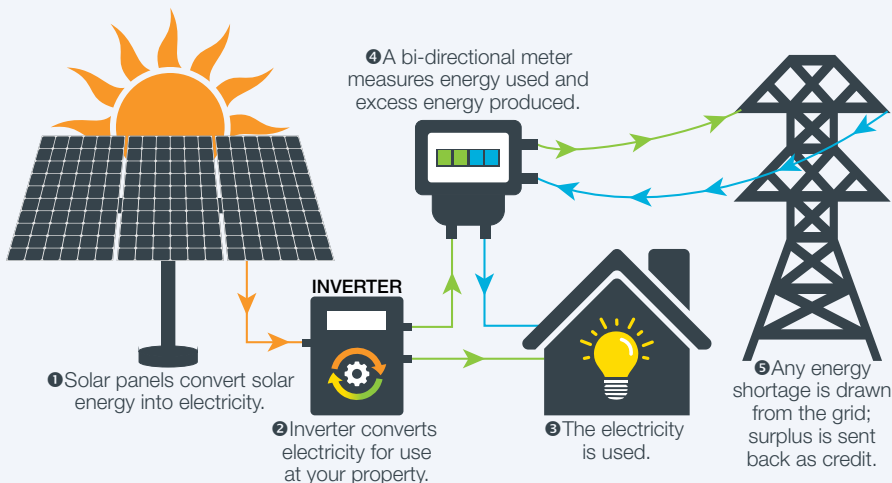 ❹A bi-directional meter
measures energy used and
excess energy produced.
INVERTER
❶Solar panels convert solar
energy into electricity.
❷Inverter converts
electricity for use
at your property.
❸The electricity
is used.
❺Any energy
shortage is drawn
from the grid;
surplus is sent
back as credit.